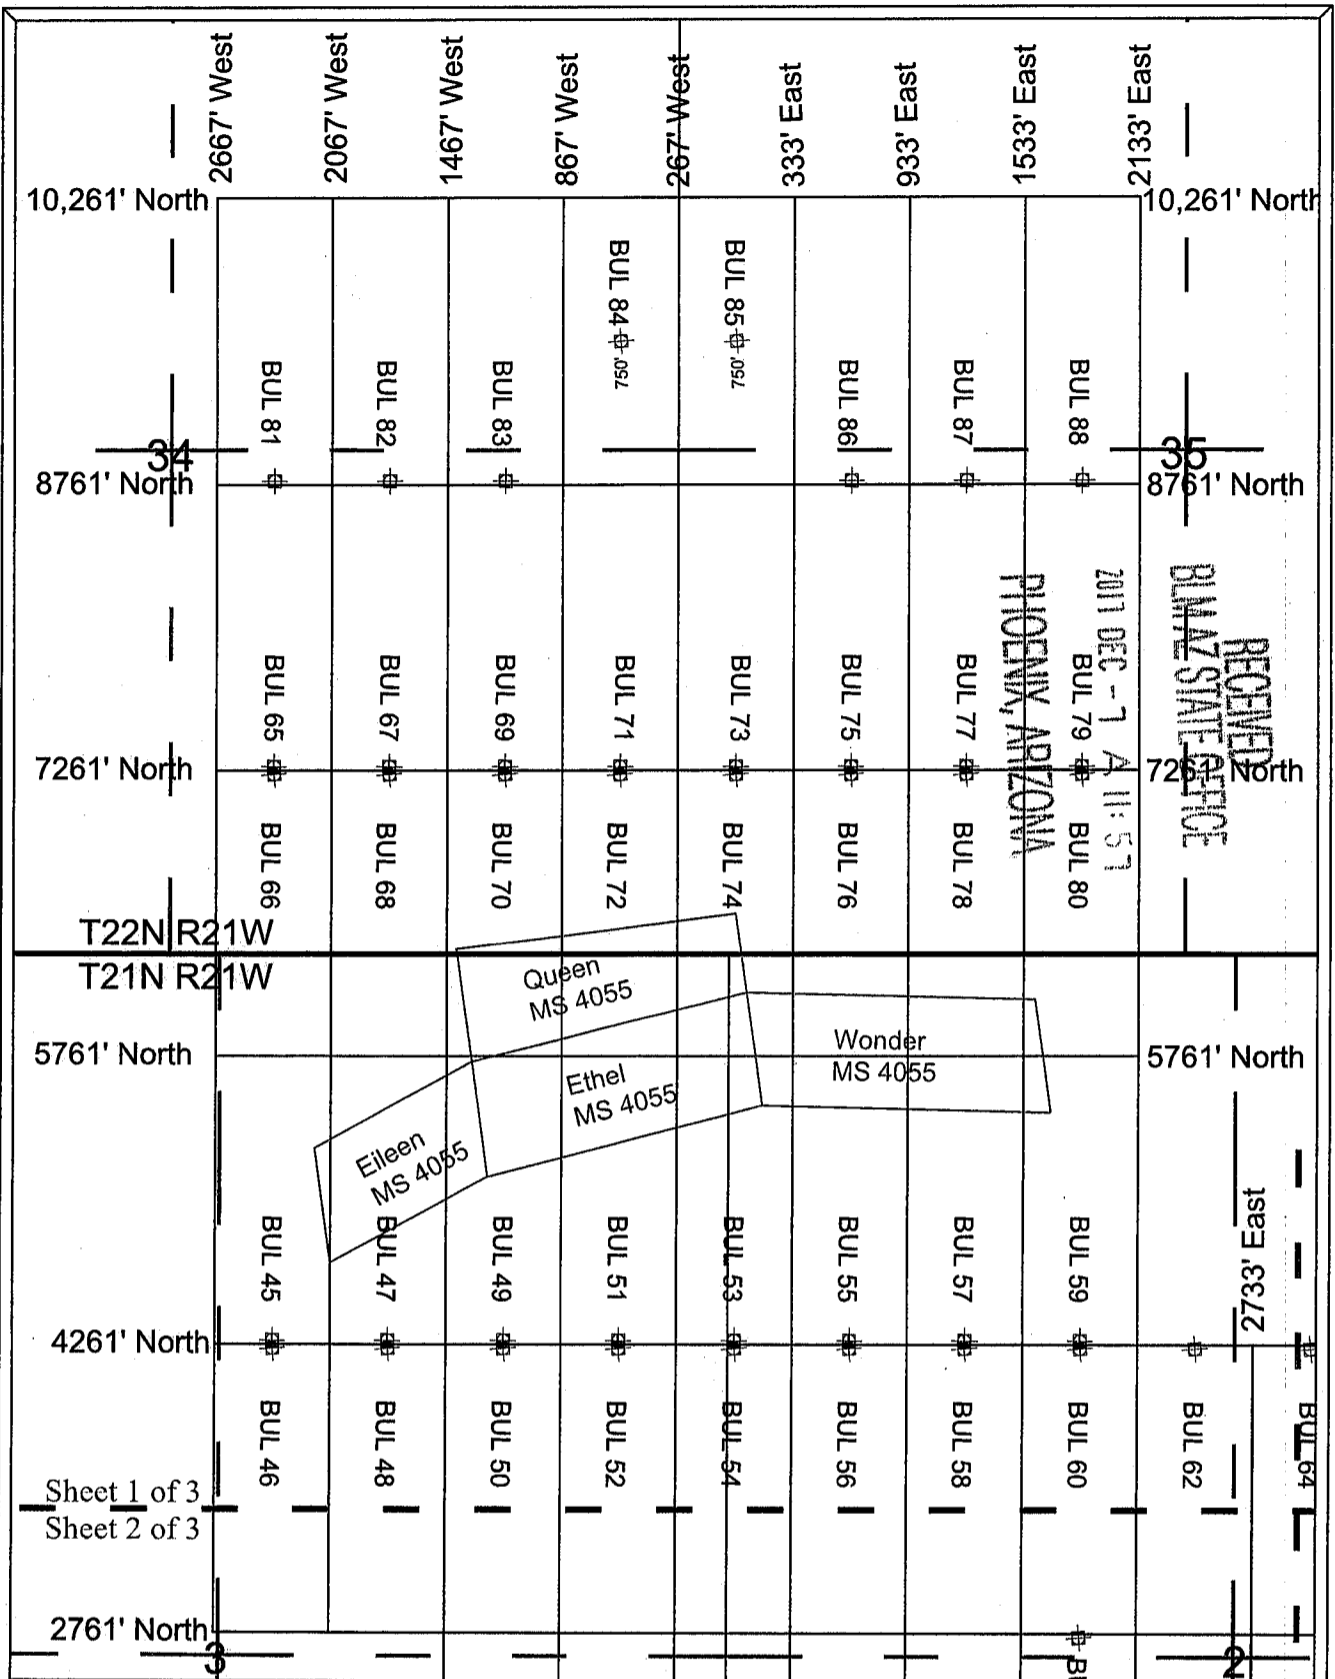 2667' West
2067' West
1467' West
867' West
267' West
333' East
933' East
1533' East
2133' East
10,261' North
10,261' North
BUL 81
BUL 82
BUL 83
BUL 84
750'
BUL 85
750'
BUL 86
BUL 87
BUL 88
34
35
8761' North
8761' North
RECEIVED
BLM AZ STATE OFFICE
2017 DEC -7 A 11: 57
PHOENIX, ARIZONA
BUL 65
BUL 67
BUL 69
BUL 71
BUL 73
BUL 75
BUL 77
BUL 79
7261' North
7261' North
BUL 66
BUL 68
BUL 70
BUL 72
BUL 74
BUL 76
BUL 78
BUL 80
T22N R21W
T21N R21W
Queen
MS 4055
5761' North
Wonder
MS 4055
5761' North
Ethel
MS 4055
Eileen
MS 4055
BUL 45
BUL 47
BUL 49
BUL 51
BUL 53
BUL 55
BUL 57
BUL 59
2733' East
4261' North
BUL 46
BUL 48
BUL 50
BUL 52
BUL 54
BUL 56
BUL 58
BUL 60
BUL 62
BUL 64
Sheet 1 of 3
Sheet 2 of 3
2761' North
3
2